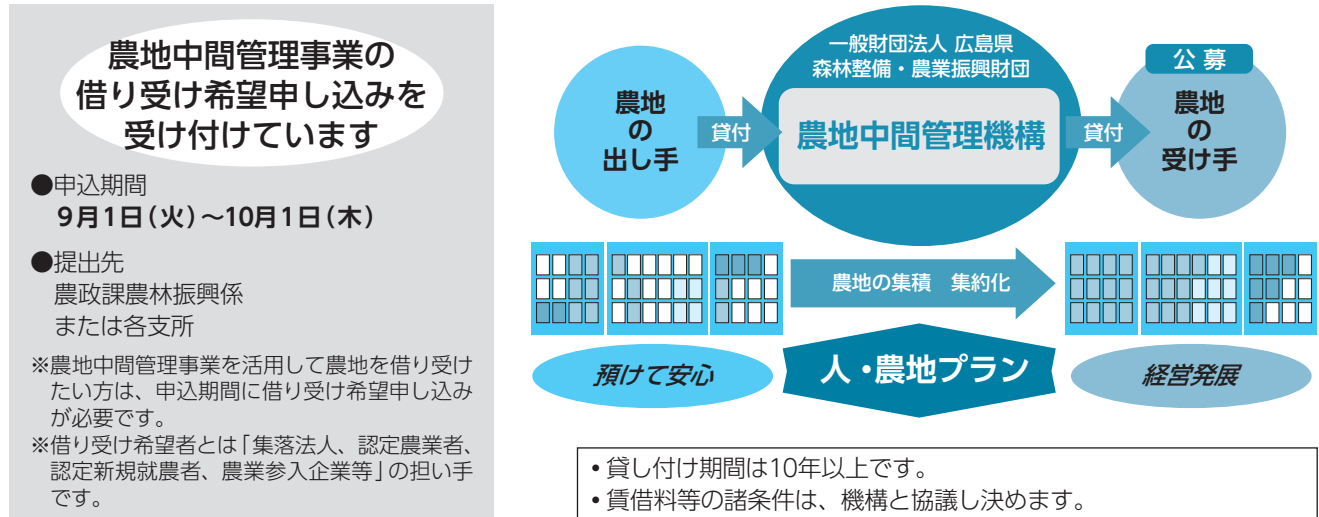 農地中間管理事業の
借り受け希望申し込みを
受け付けています
●申込期間
9月1日(火)～10月1日(木)
●提出先
農政課農林振興係
または各支所
※農地中間管理事業を活用して農地を借り受け
たい方は、申込期間に借り受け希望申し込み
が必要です。
※借り受け希望者とは「集落法人、認定農業者、
認定新規就農者、農業参入企業等」の担い手
です。
農地
の
出し手
貸付
一般財団法人 広島県
森林整備・農業振興財団
農地中間管理機構
貸付
公募
農地
の
受け手
農地の集積 集約化
預けて安心
人・農地プラン
経営発展
・貸し付け期間は10年以上です。
・賃借料等の諸条件は、機構と協議し決めます。